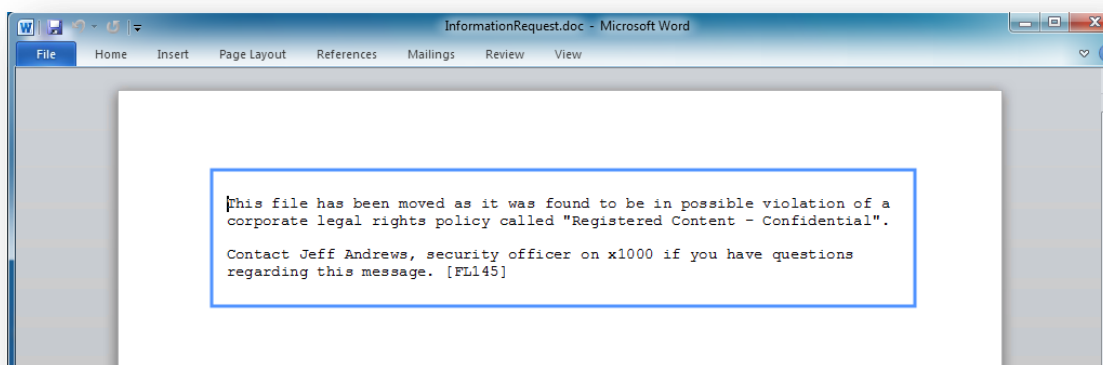 InformationRequest.doc - Microsoft Word
File Home Insert Page Layout References Mailings Review View
This file has been moved as it was found to be in possible violation of a
corporate legal rights policy called "Registered Content - Confidential".
Contact Jeff Andrews, security officer on x1000 if you have questions
regarding this message. [FL145]